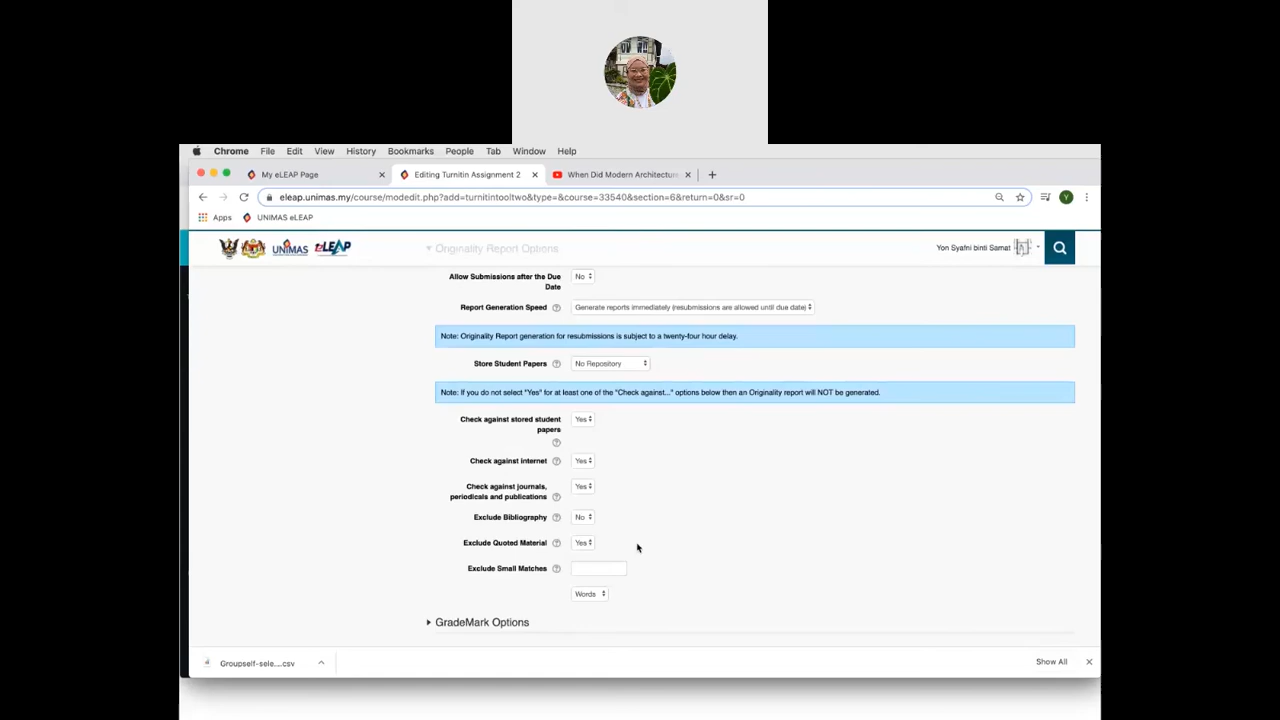 Chrome File Edit View History Bookmarks People Tab Window Help
My eLEAP Page
Editing Turnitin Assignment 2
When Did Modern Architecture
eleap.unimas.my/course/modedit.php?add=turnitintooltwo&type=&course=33540&section=6&return=0&sr=0
Y
Apps UNIMAS eLEAP
UNIMAS eLEAP
Originality Report Options
Yon Syafni binti Samat
Allow Submissions after the Due
Date
No
Report Generation Speed
Generate reports immediately (resubmissions are allowed until due date)
Note: Originality Report generation for resubmissions is subject to a twenty-four hour delay.
Store Student Papers
No Repository
Note: If you do not select "Yes" for at least one of the "Check against..." options below then an Originality report will NOT be generated.
Check against stored student
papers
Yes
Check against internet
Yes
Check against journals,
periodicals and publications
Yes
Exclude Bibliography
No
Exclude Quoted Material
Yes
Exclude Small Matches
Words
GradeMark Options
Groupself-sele....csv
Show All